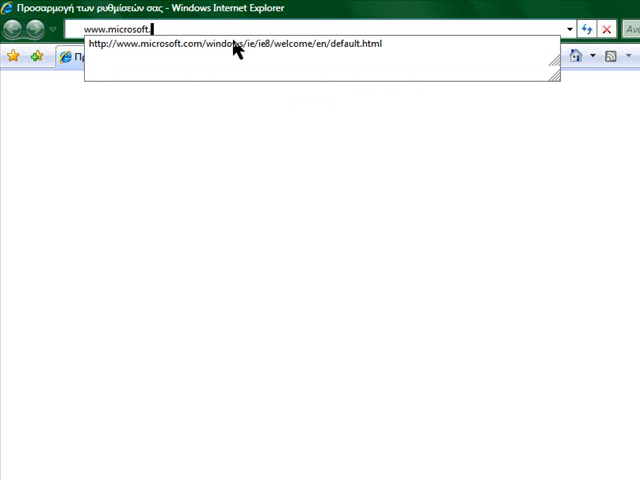 Προσαρμογή των ρυθμίσεών σας - Windows Internet Explorer
www.microsoft.
http://www.microsoft.com/windows/ie/ie8/welcome/en/default.html